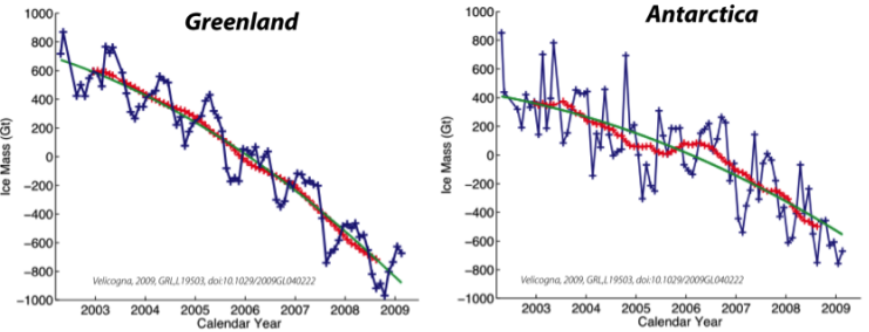 Greenland
Ice Mass (Gt)
1000
800
600
400
200
0
−200
−400
−600
−800
−1000
Velicogna, 2009, GRL,L19503, doi:10.1029/2009GL040222
2003 2004 2005 2006 2007 2008 2009
Calendar Year
Antarctica
Ice Mass (Gt)
1000
800
600
400
200
0
−200
−400
−600
−800
−1000
Velicogna, 2009, GRL,L19503, doi:10.1029/2009GL040222
2003 2004 2005 2006 2007 2008 2009
Calendar Year